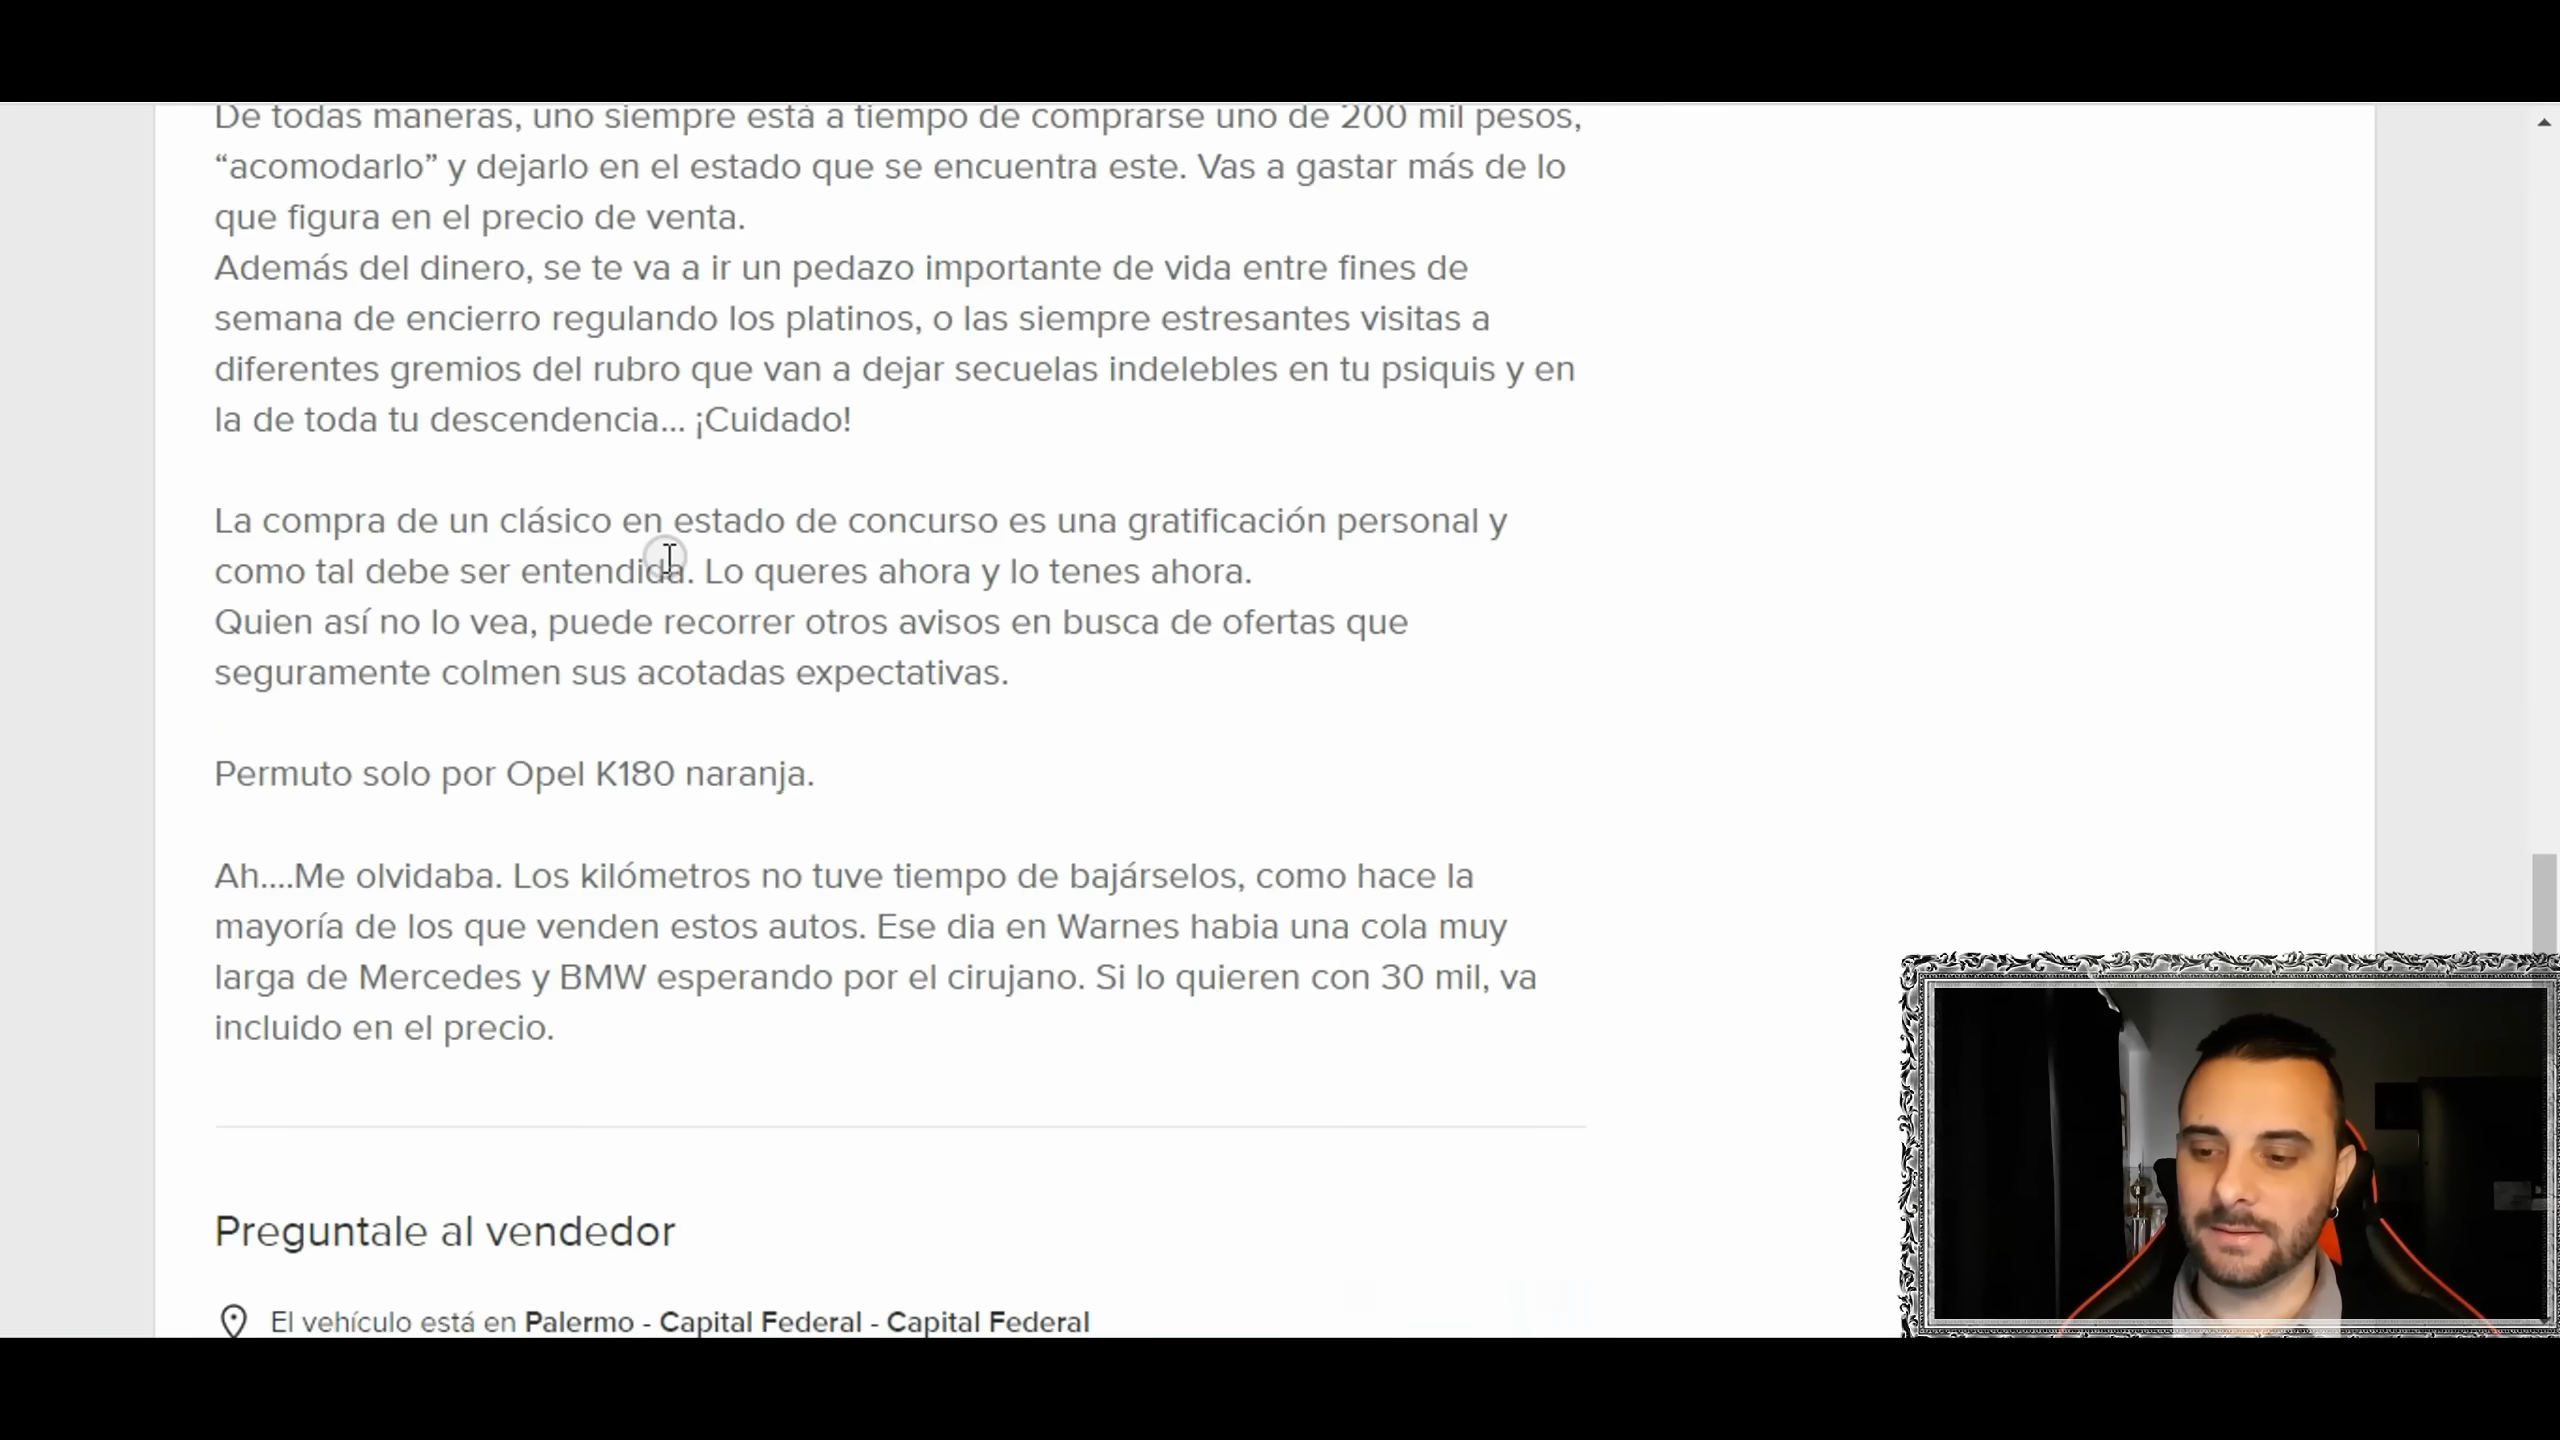 De todas maneras, uno siempre está a tiempo de comprarse uno de 200 mil pesos,
“acomodarlo” y dejarlo en el estado que se encuentra este. Vas a gastar más de lo
que figura en el precio de venta.
Además del dinero, se te va a ir un pedazo importante de vida entre fines de
semana de encierro regulando los platinos, o las siempre estresantes visitas a
diferentes gremios del rubro que van a dejar secuelas indelebles en tu psiquis y en
la de toda tu descendencia... ¡Cuidado!
La compra de un clásico en estado de concurso es una gratificación personal y
como tal debe ser entendida. Lo queres ahora y lo tenes ahora.
Quien así no lo vea, puede recorrer otros avisos en busca de ofertas que
seguramente colmen sus acotadas expectativas.
Permuto solo por Opel K180 naranja.
Ah....Me olvidaba. Los kilómetros no tuve tiempo de bajárselos, como hace la
mayoría de los que venden estos autos. Ese dia en Warnes habia una cola muy
larga de Mercedes y BMW esperando por el cirujano. Si lo quieren con 30 mil, va
incluido en el precio.
Preguntale al vendedor
El vehículo está en Palermo - Capital Federal - Capital Federal